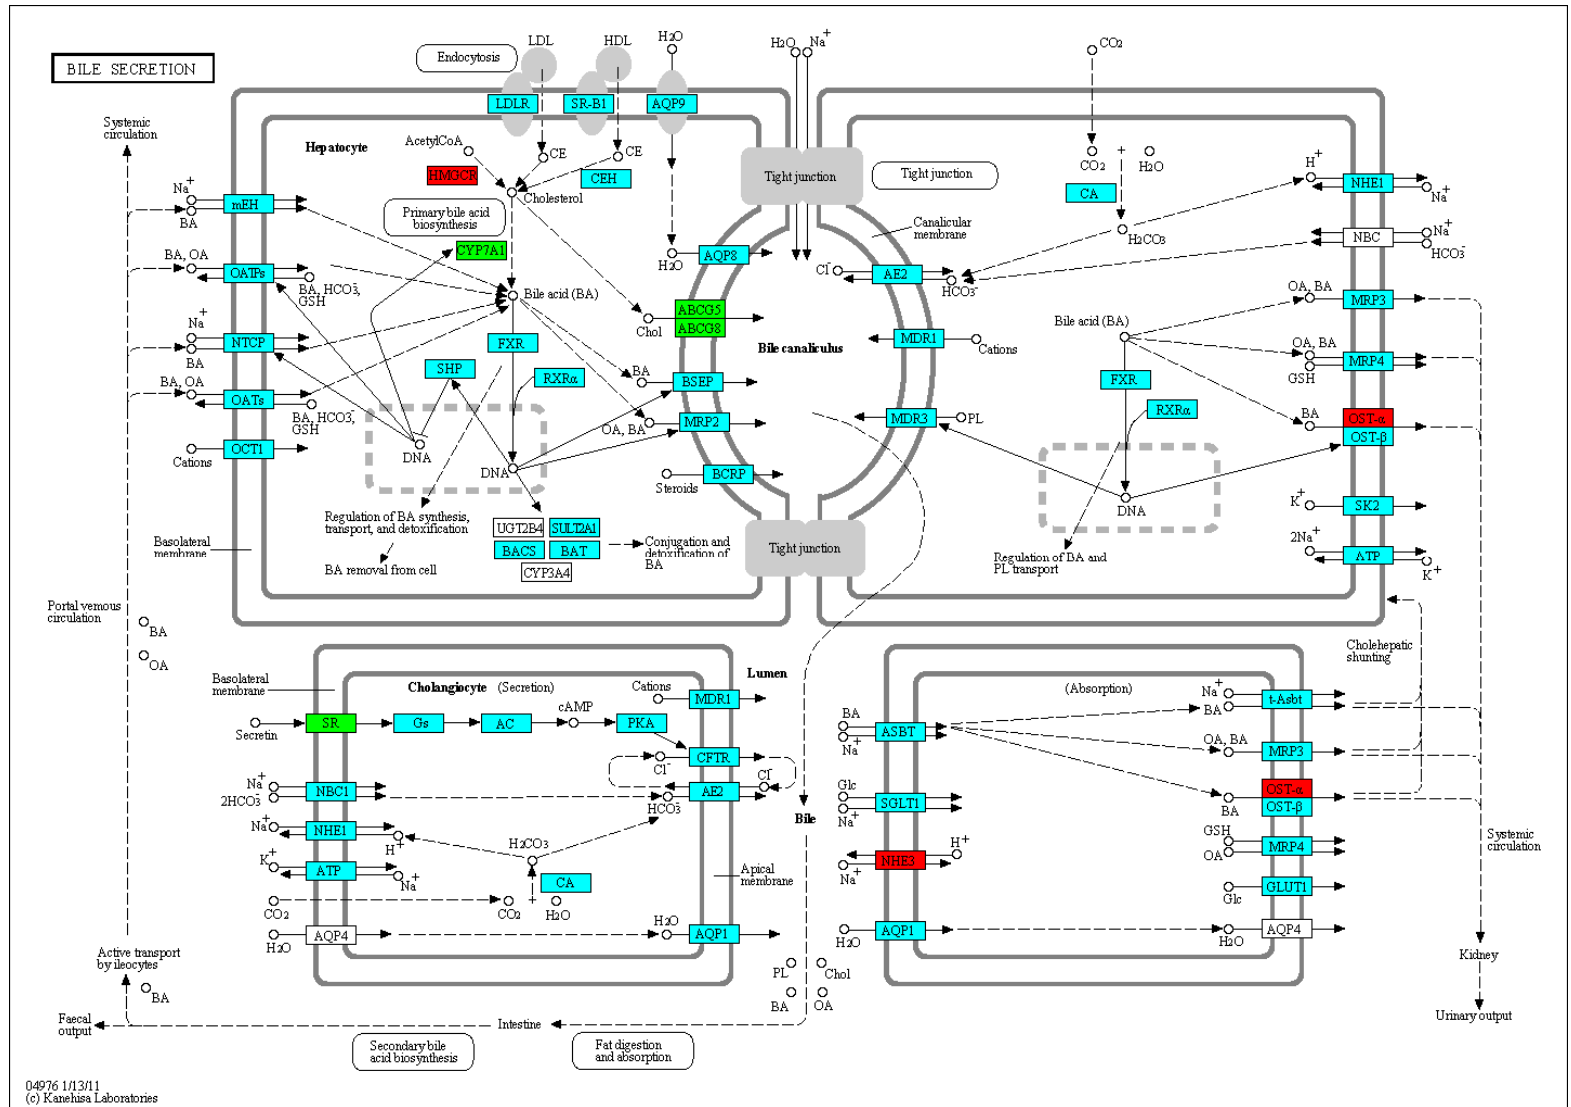 BILE SECRETION
Endocytosis
LDL
HDL
H2O
H2O
Na+
CO2
LDLR
SR-B1
AQP9
Systemic
circulation
Hepatocyte
AcetylCoA
HMGCR
CE
CE
CEH
Cholesterol
Primary bile acid
biosynthesis
CYP7A1
Tight junction
Tight junction
Canalicular
membrane
CO2
+
H2O
CA
H2CO3
H+
NHE1
Na+
NBC
Na+
HCO3-
Na+
mEH
BA
BA, OA
OATPs
BA, HCO3-,
GSH
Na+
NTCP
BA
BA, OA
OATs
BA, HCO3-,
GSH
OCT1
Cations
H2O
AQP8
Cl-
AE2
HCO3-
Bile acid (BA)
Chol
ABCG5
ABCG8
Bile canaliculus
MDR1
Cations
FXR
SHP
RXRα
BA
BSEP
OA, BA
MRP2
MDR3
PL
BCRP
Steroids
DNA
DNA
Bile acid (BA)
FXR
RXRα
DNA
OA, BA
MRP3
OA, BA
MRP4
GSH
BA
OST-α
OST-β
K+
SK2
2Na+
ATP
K+
Regulation of BA synthesis,
transport, and detoxification
BA removal from cell
UGT2B4
SULT2A1
BACS
BAT
CYP3A4
Conjugation and
detoxification of
BA
Tight junction
Regulation of BA and
PL transport
Basolateral
membrane
Portal venous
circulation
BA
OA
Cholehepatic
shunting
Basolateral
membrane
Cholangiocyte (Secretion)
Lumen
Cations
MDR1
Secretin
SR
Gs
AC
cAMP
PKA
CFTR
Cl-
Cl-
AE2
HCO3-
Na+
2HCO3-
NBC1
Na+
NHE1
H+
K+
ATP
Na+
H2CO3
CA
+
CO2
CO2
H2O
H2O
AQP4
H2O
AQP1
Apical
membrane
Bile
(Absorption)
BA
ASBT
Na+
Glc
SGLT1
Na+
H+
NHE3
Na+
AQP1
H2O
Na+
t-Asbt
BA
OA, BA
MRP3
OST-α
OST-β
BA
GSH
MRP4
OA
GLUT1
Glc
H2O
AQP4
Systemic
circulation
Kidney
Urinary output
PL
Chol
BA
OA
Active transport
by ileocytes
BA
Faecal
output
Intestine
Secondary bile
acid biosynthesis
Fat digestion
and absorption
04976 1/13/11
(c) Kanehisa Laboratories